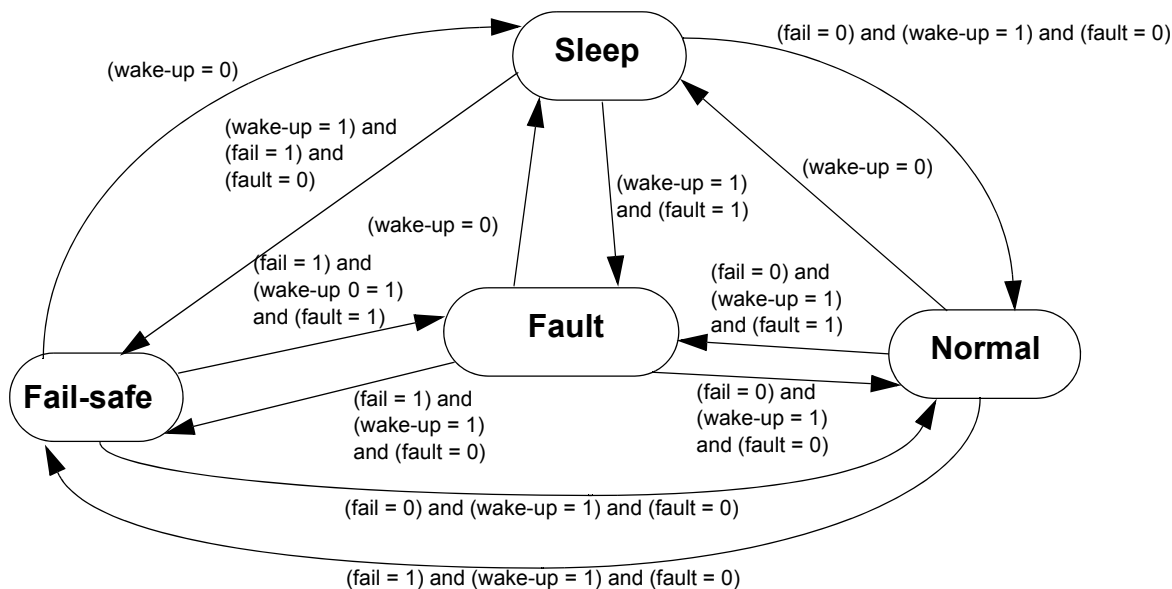 (fail = 0) and (wake-up = 1) and (fault = 0)
Sleep
(wake-up = 0)
(wake-up = 1) and
(fail = 1) and
(fault = 0)
(wake-up = 0)
(wake-up = 1)
and (fault = 1)
(wake-up = 0)
(fail = 1) and
(wake-up 0 = 1)
and (fault = 1)
(fail = 0) and
(wake-up = 1)
and (fault = 1)
Fault
Normal
Fail-safe
(fail = 1) and
(wake-up = 1)
and (fault = 0)
(fail = 0) and
(wake-up = 1)
and (fault = 0)
(fail = 0) and (wake-up = 1) and (fault = 0)
(fail = 1) and (wake-up = 1) and (fault = 0)